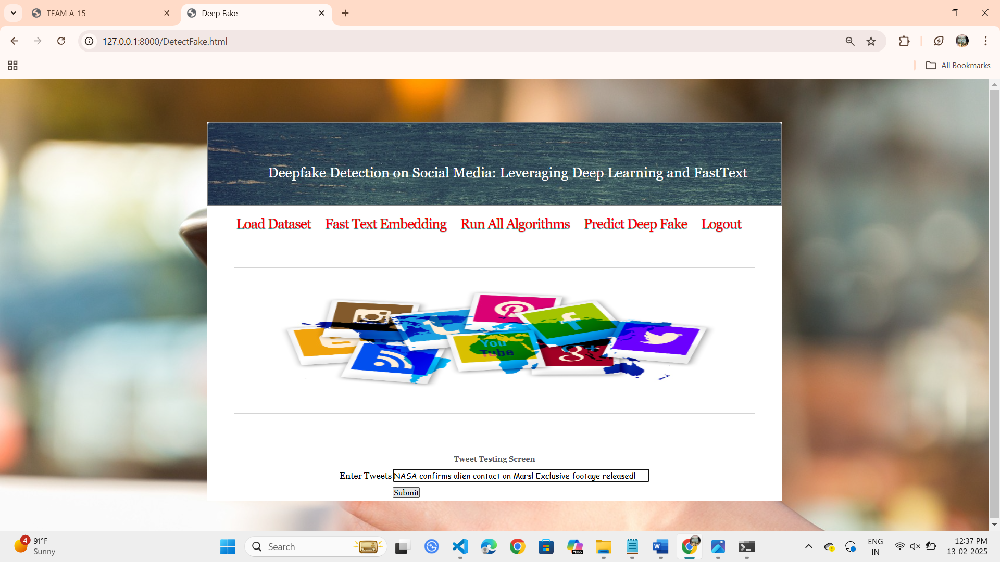 TEAM A-15
Deep Fake
127.0.0.1:8000/DetectFake.html
All Bookmarks
Deepfake Detection on Social Media: Leveraging Deep Learning and FastText
Load Dataset Fast Text Embedding Run All Algorithms Predict Deep Fake Logout
You
Tube
g+
Tweet Testing Screen
Enter Tweets NASA confirms alien contact on Mars! Exclusive footage released!
Submit
4
91°F
Sunny
Search
M365
ENG
IN
12:37 PM
13-02-2025